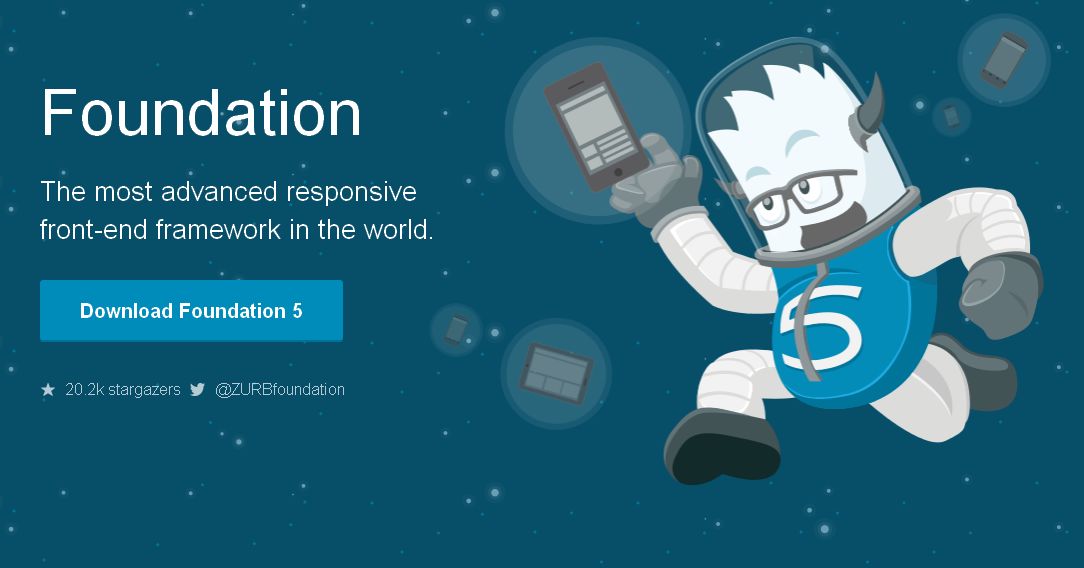 Foundation
The most advanced responsive
front-end framework in the world.
Download Foundation 5
20.2k stargazers @ZURBfoundation
5